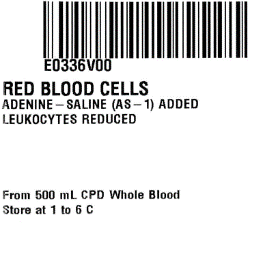 E0336V00
RED BLOOD CELLS
ADENINE–SALINE (AS–1) ADDED
LEUKOCYTES REDUCED
From 500 mL CPD Whole Blood
Store at 1 to 6 C